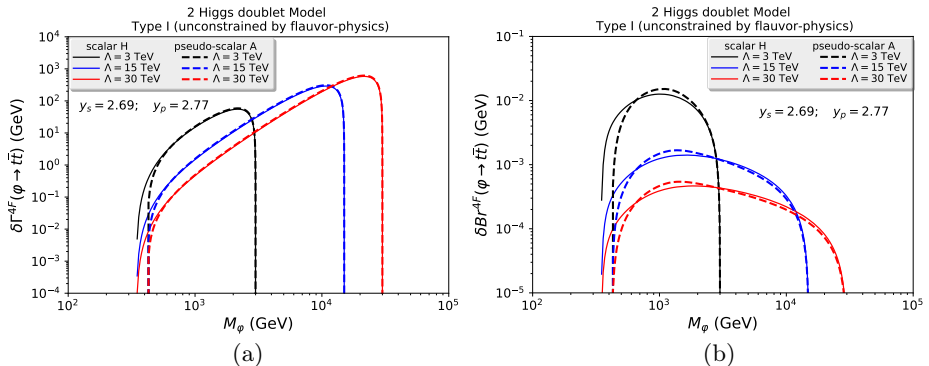 2 Higgs doublet Model
Type I (unconstrained by flauvor-physics)
scalar H
Λ = 3 TeV
Λ = 15 TeV
Λ = 30 TeV
pseudo-scalar A
Λ = 3 TeV
Λ = 15 TeV
Λ = 30 TeV
y_s = 2.69; y_p = 2.77
δΓ^{4F}(φ → tt̅) (GeV)
10^4
10^3
10^2
10^1
10^0
10^{−1}
10^{−2}
10^{−3}
10^{−4}
10^2
10^3
10^4
10^5
M_φ (GeV)
(a)
2 Higgs doublet Model
Type I (unconstrained by flauvor-physics)
scalar H
Λ = 3 TeV
Λ = 15 TeV
Λ = 30 TeV
pseudo-scalar A
Λ = 3 TeV
Λ = 15 TeV
Λ = 30 TeV
y_s = 2.69; y_p = 2.77
δBr^{4F}(φ → tt̅) (GeV)
10^{−1}
10^{−2}
10^{−3}
10^{−4}
10^{−5}
10^2
10^3
10^4
10^5
M_φ (GeV)
(b)